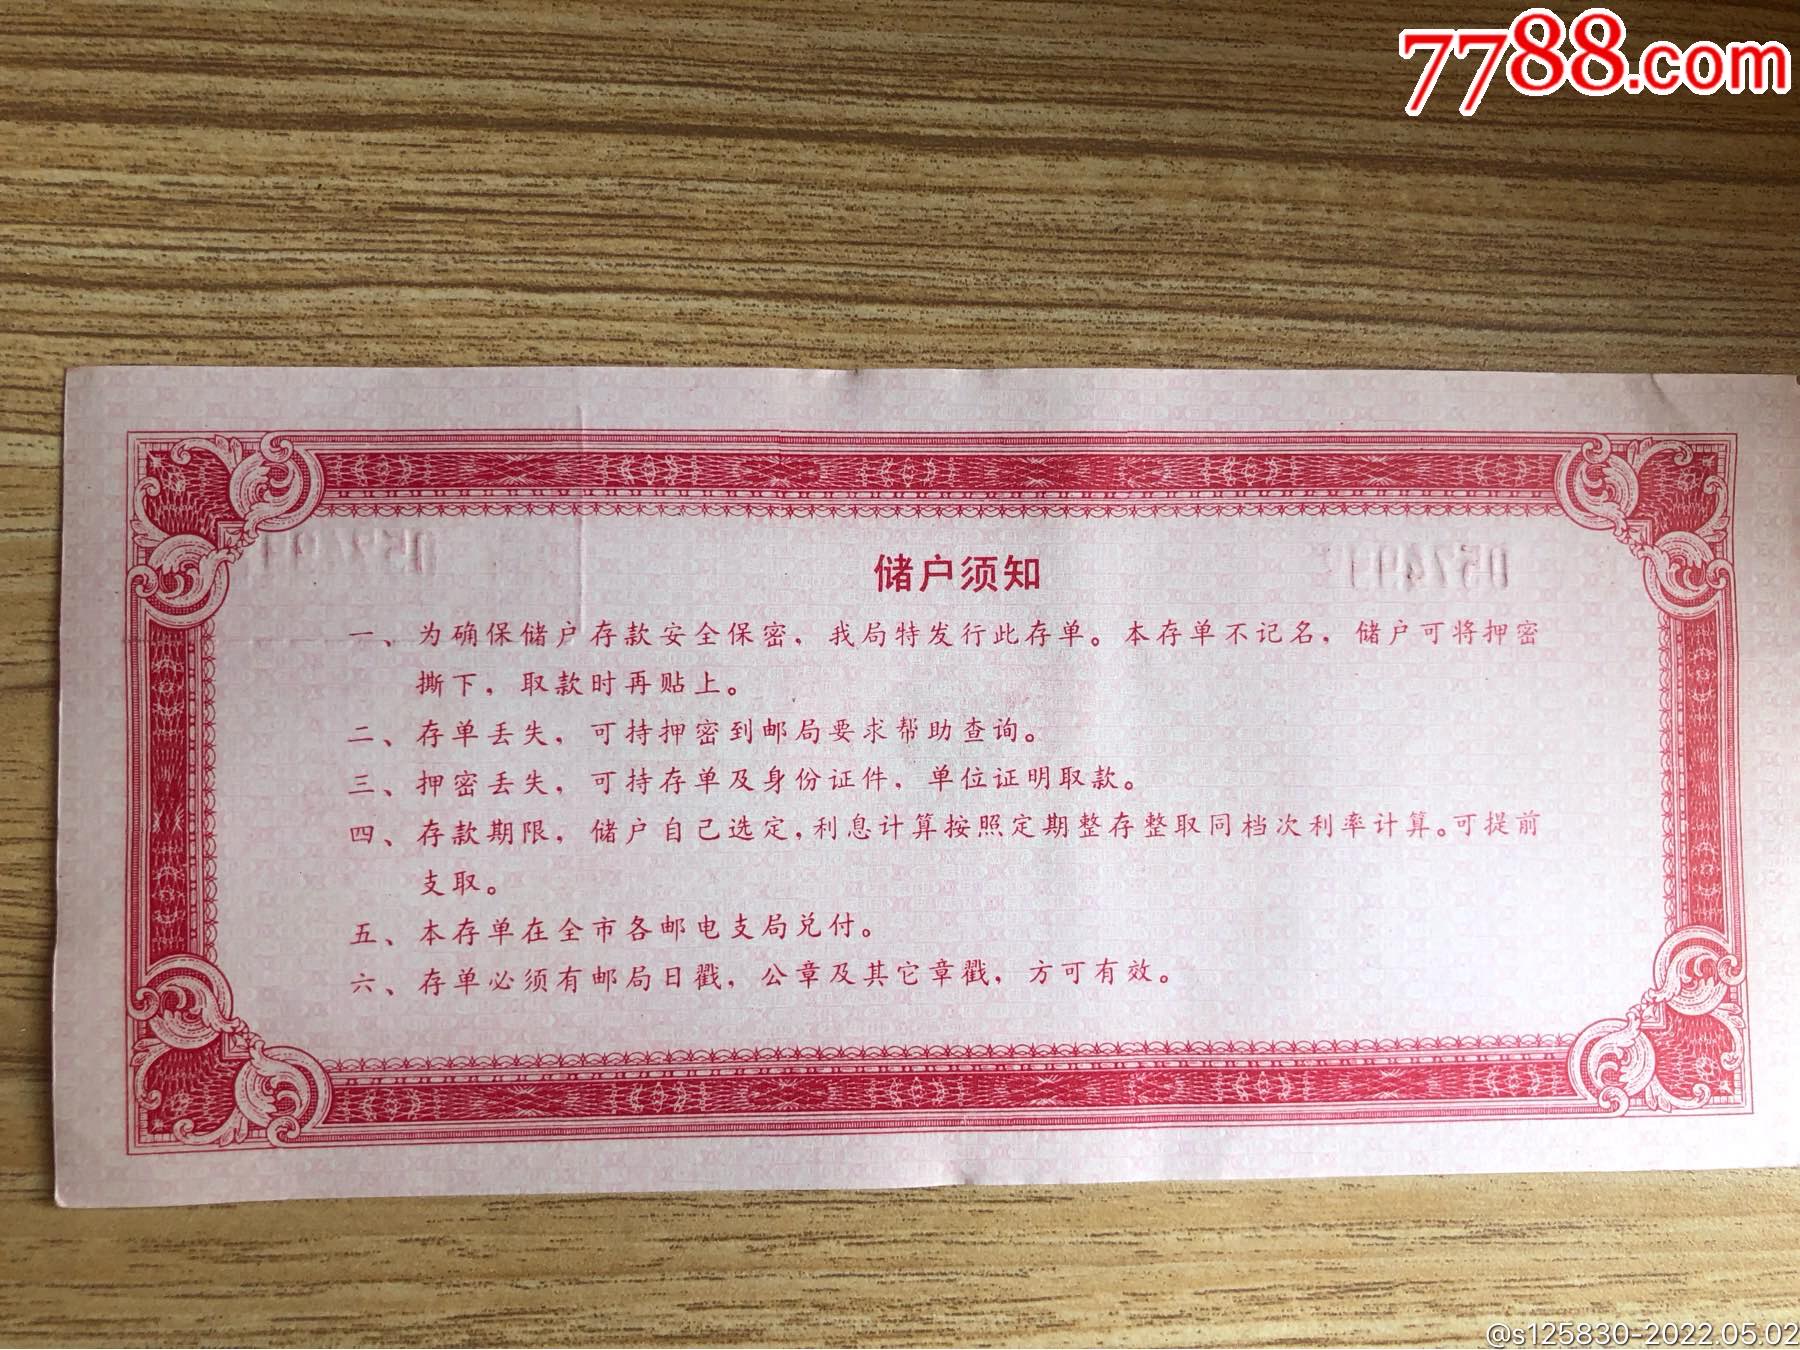 7788.com
储户须知
一、为确保储户存款安全保密，我局特发行此存单。本存单不记名，储户可将押密
撕下，取款时再贴上。
二、存单丢失，可持押密到邮局要求帮助查询。
三、押密丢失，可持存单及身份证件，单位证明取款。
四、存款期限，储户自己选定，利息计算按照定期整存整取同档次利率计算。可提前
支取。
五、本存单在全市各邮电支局兑付。
六、存单必须有邮局日戳，公章及其它章戳，方可有效。
@s125830-2022.05.02